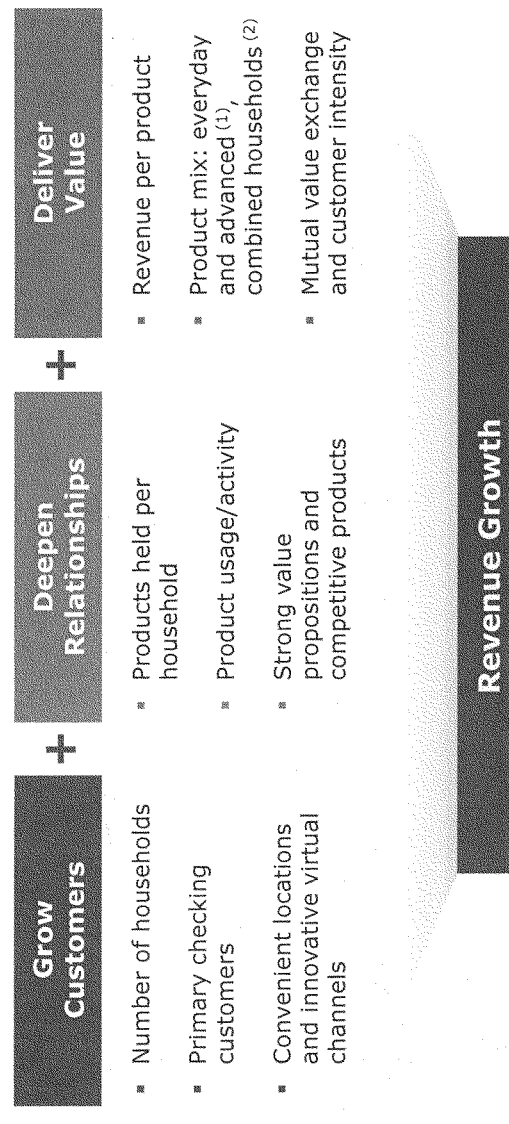 Grow
Customers
▪ Number of households
▪ Primary checking
customers
▪ Convenient locations
and innovative virtual
channels
+
Deepen
Relationships
▪ Products held per
household
▪ Product usage/activity
▪ Strong value
propositions and
competitive products
+
Deliver
Value
▪ Revenue per product
▪ Product mix: everyday
and advanced (1),
combined households (2)
▪ Mutual value exchange
and customer intensity
Revenue Growth